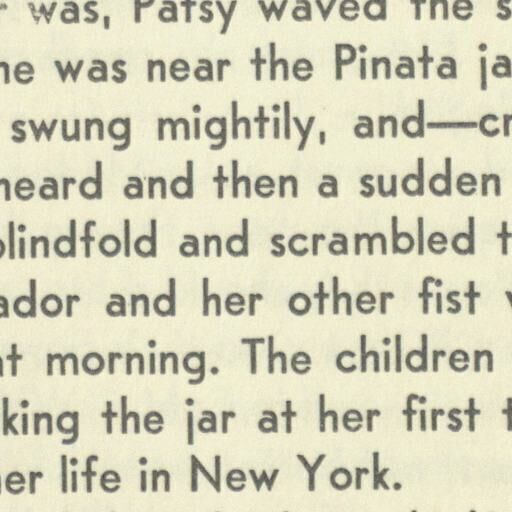 was, Patsy waved the s
he was near the Pinata ja
swung mightily, and—cr
heard and then a sudden
blindfold and scrambled t
ador and her other fist
at morning. The children
king the jar at her first t
her life in New York.